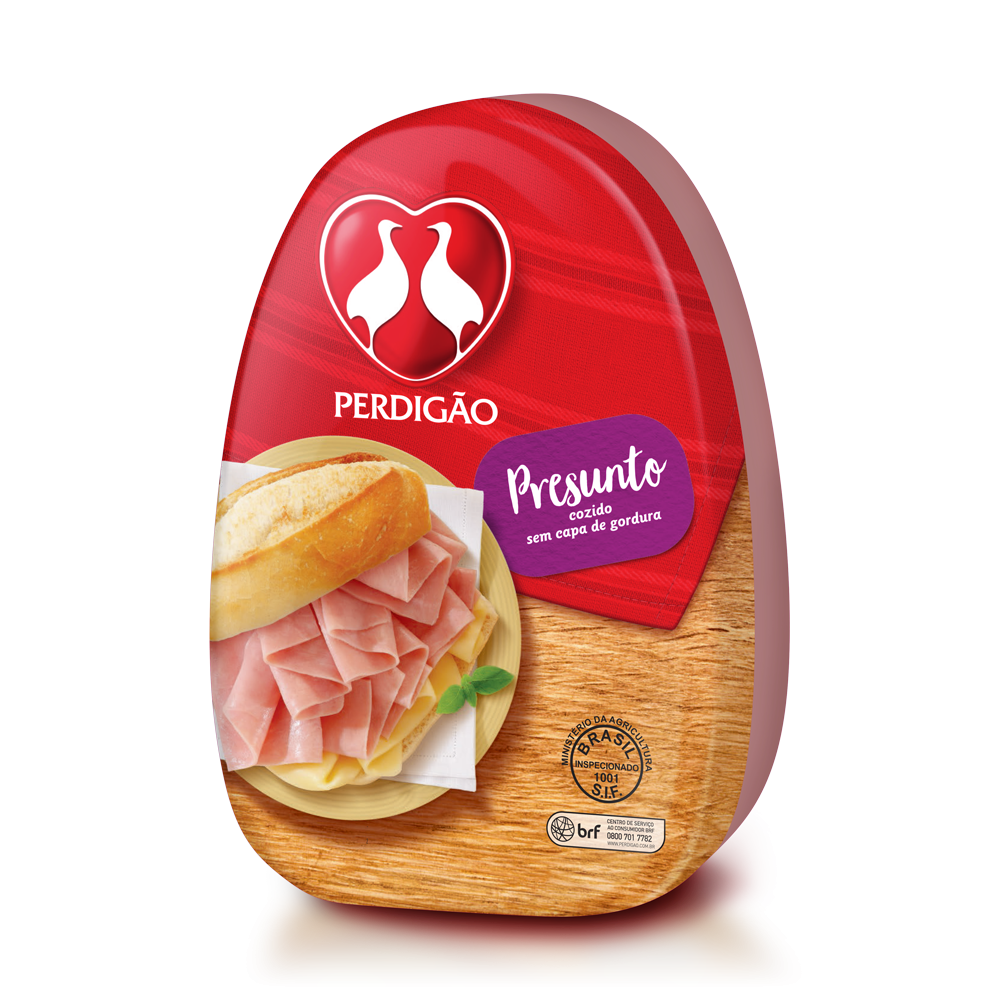 PERDIGÃO
Presunto
cozido
sem capa de gordura
MINISTÉRIO DA AGRICULTURA
BRASIL
INSPECIONADO
1001
S.I.F.
brf
CENTRO DE SERVIÇO
AO CONSUMIDOR BRF
0800 701 7782
WWW.PERDIGAO.COM.BR